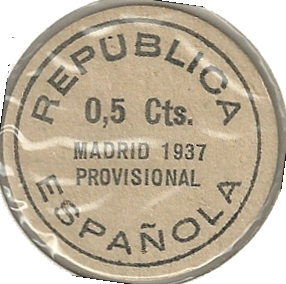 REPÚBLICA
0,5 Cts.
MADRID 1937
PROVISIONAL
ESPAÑOLA